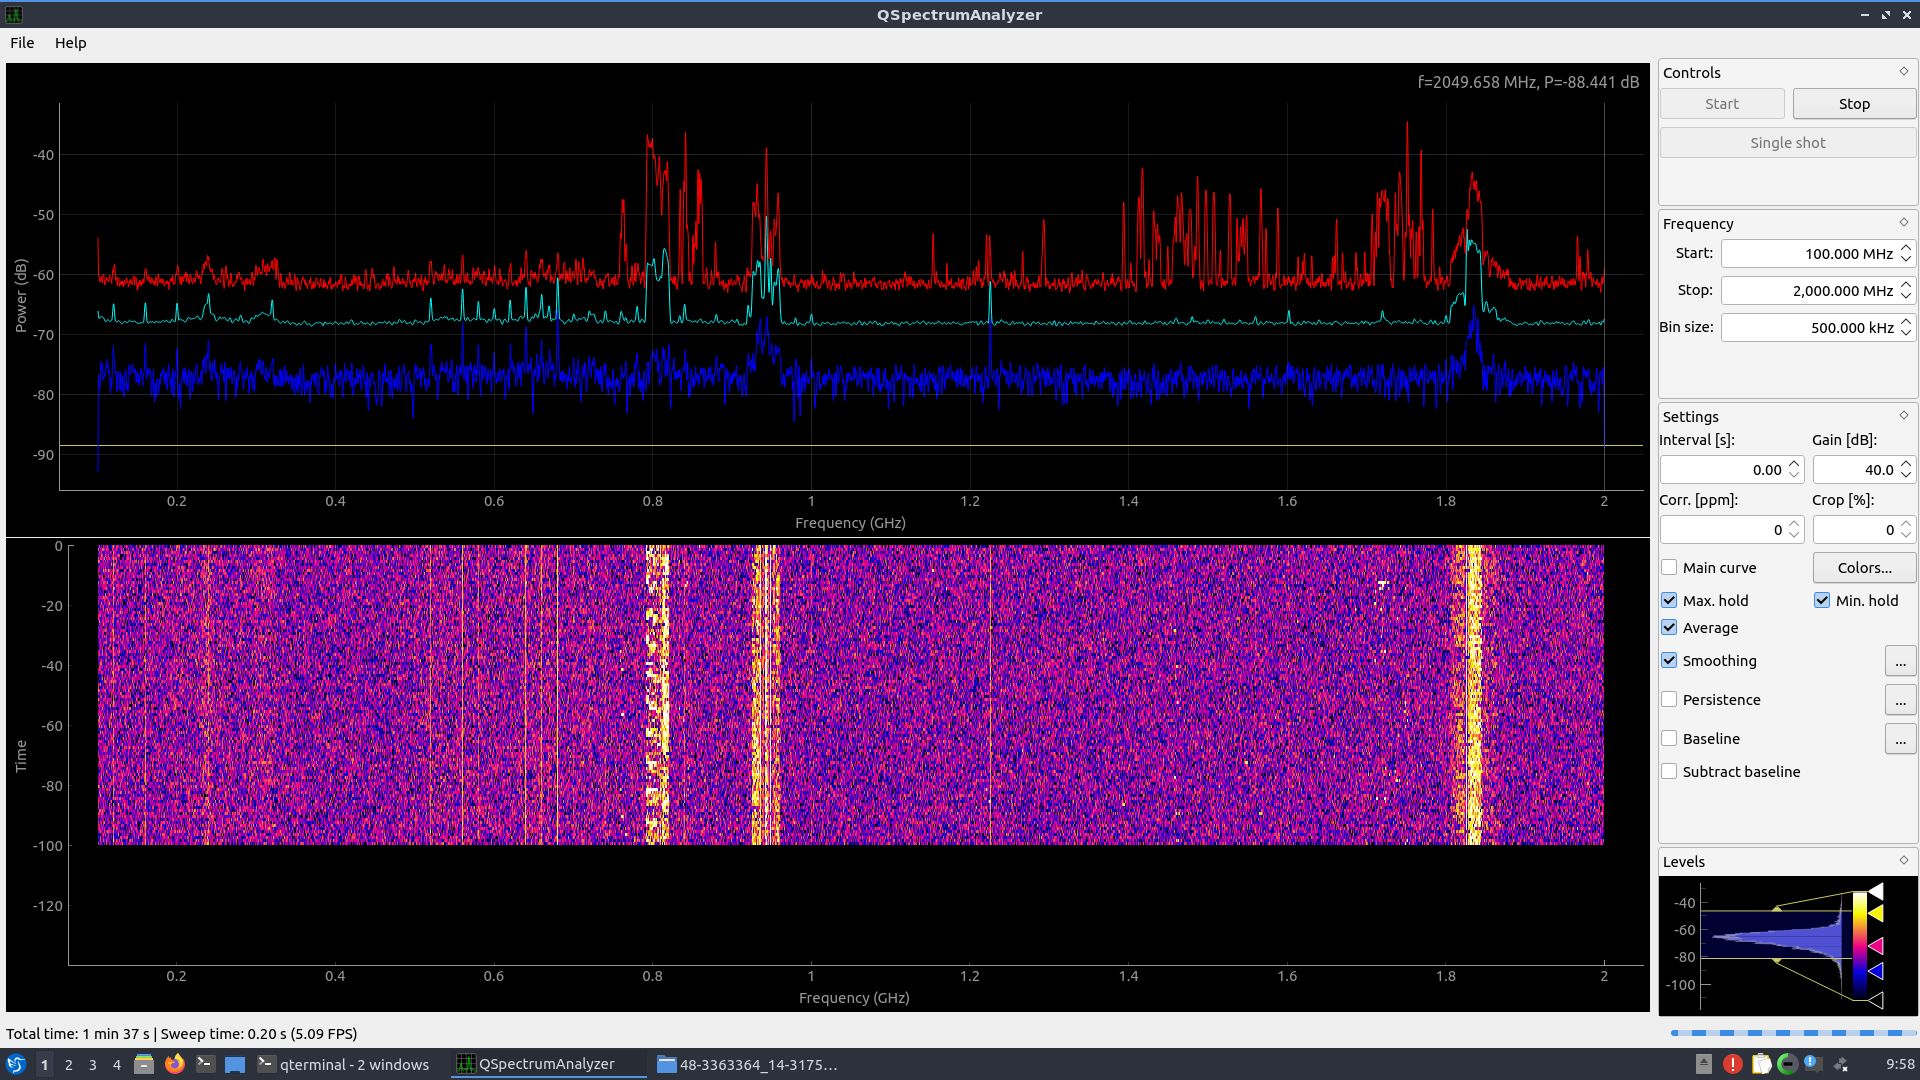 QSpectrumAnalyzer
File Help
f=2049.658 MHz, P=-88.441 dB
-40
-50
-60
-70
-80
-90
Power (dB)
0.2 0.4 0.6 0.8 1 1.2 1.4 1.6 1.8 2
Frequency (GHz)
0
-20
-40
-60
-80
-100
-120
Time
0.2 0.4 0.6 0.8 1 1.2 1.4 1.6 1.8 2
Frequency (GHz)
Controls
Start Stop
Single shot
Frequency
Start: 100.000 MHz
Stop: 2,000.000 MHz
Bin size: 500.000 kHz
Settings
Interval [s]: Gain [dB]:
0.00 40.0
Corr. [ppm]: Crop [%]:
0 0
Main curve Colors...
Max. hold Min. hold
Average
Smoothing ...
Persistence ...
Baseline ...
Subtract baseline
Levels
-40
-60
-80
-100
Total time: 1 min 37 s | Sweep time: 0.20 s (5.09 FPS)
1 2 3 4 qterminal - 2 windows QSpectrumAnalyzer 48-3363364_14-3175... 9:58